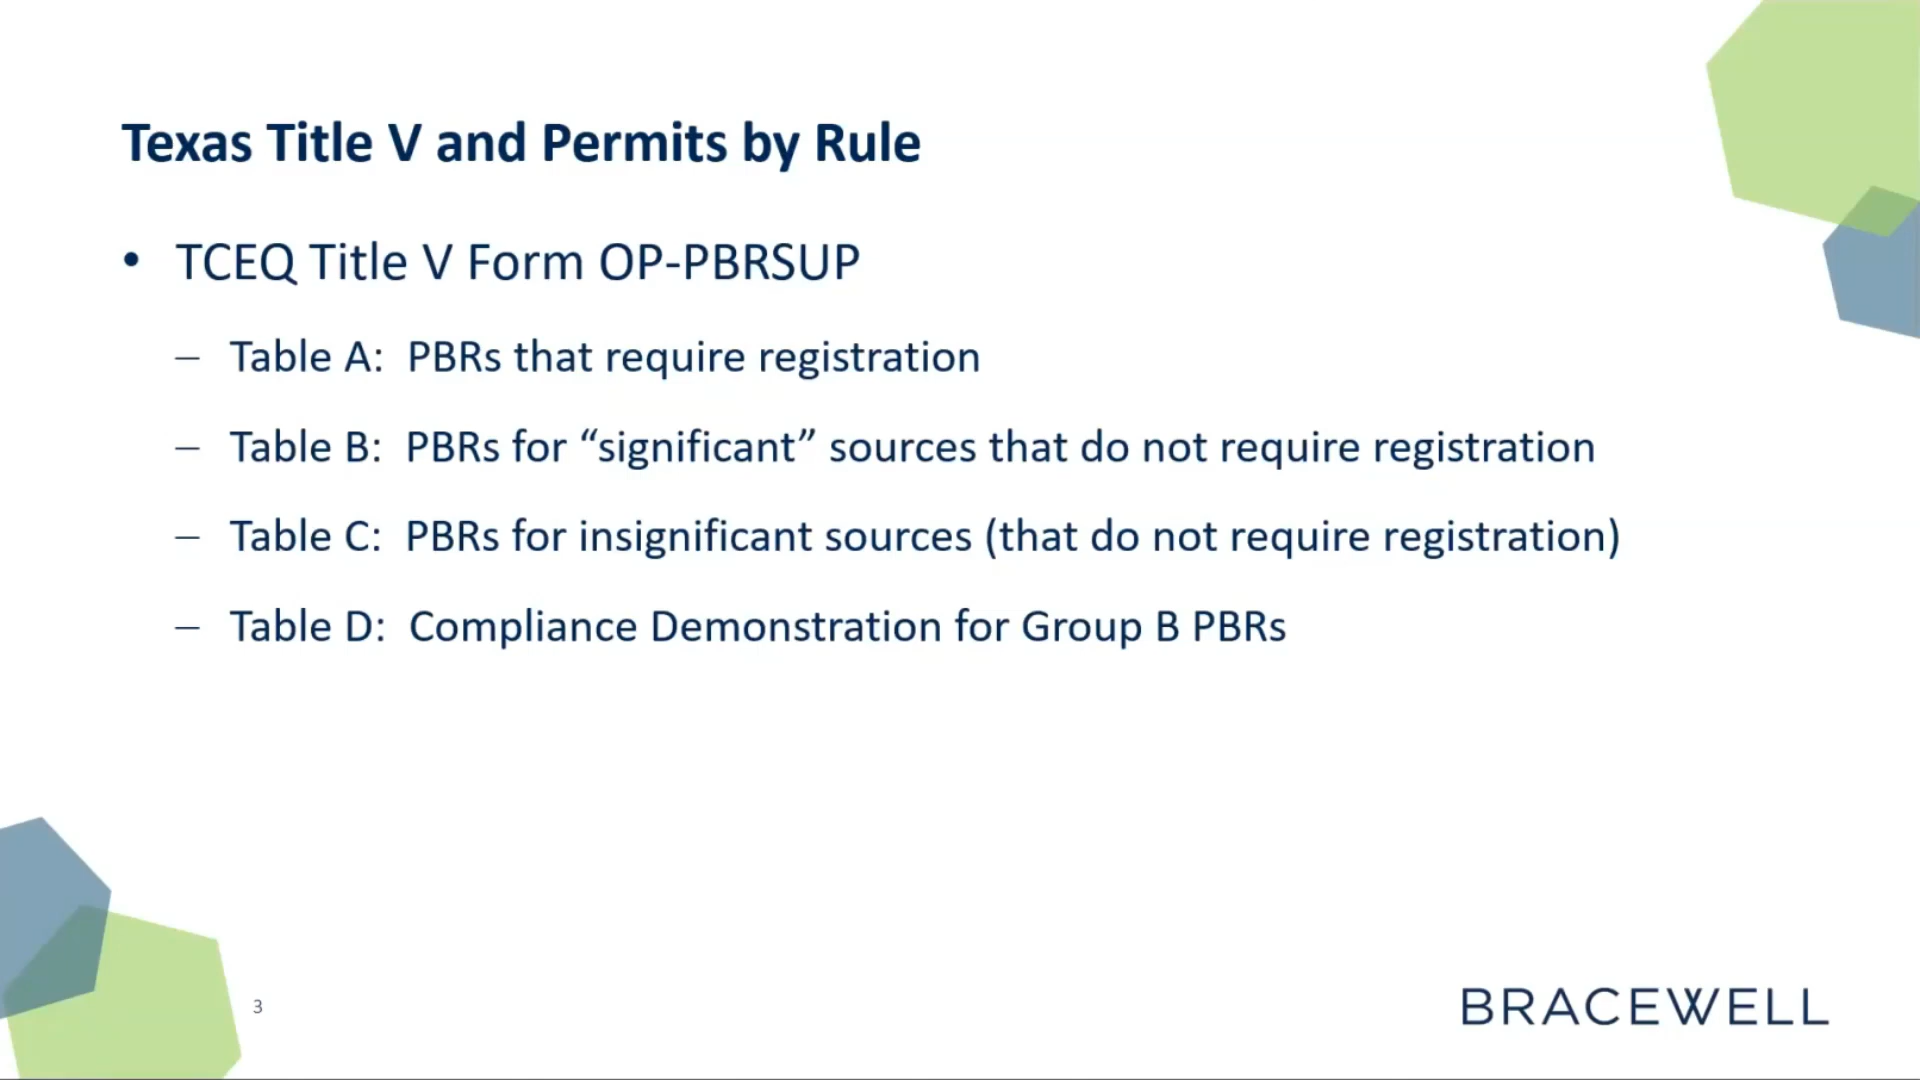 Texas Title V and Permits by Rule
• TCEQ Title V Form OP-PBRSUP
– Table A: PBRs that require registration
– Table B: PBRs for “significant” sources that do not require registration
– Table C: PBRs for insignificant sources (that do not require registration)
– Table D: Compliance Demonstration for Group B PBRs
3
BRACEWELL